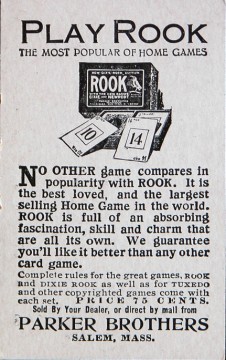 PLAY ROOK
THE MOST POPULAR OF HOME GAMES
ROOK
10
14
NO OTHER game compares in
popularity with ROOK. It is
the best loved, and the largest
selling Home Game in the world.
ROOK is full of an absorbing
fascination, skill and charm that
are all its own. We guarantee
you'll like it better than any other
card game.
Complete rules for the great games, ROOK
and DIXIE ROOK as well as for TUXEDO
and other copyrighted games come with
each set. PRICE 75 CENTS.
Sold By Your Dealer, or direct by mail from
PARKER BROTHERS
SALEM, MASS.